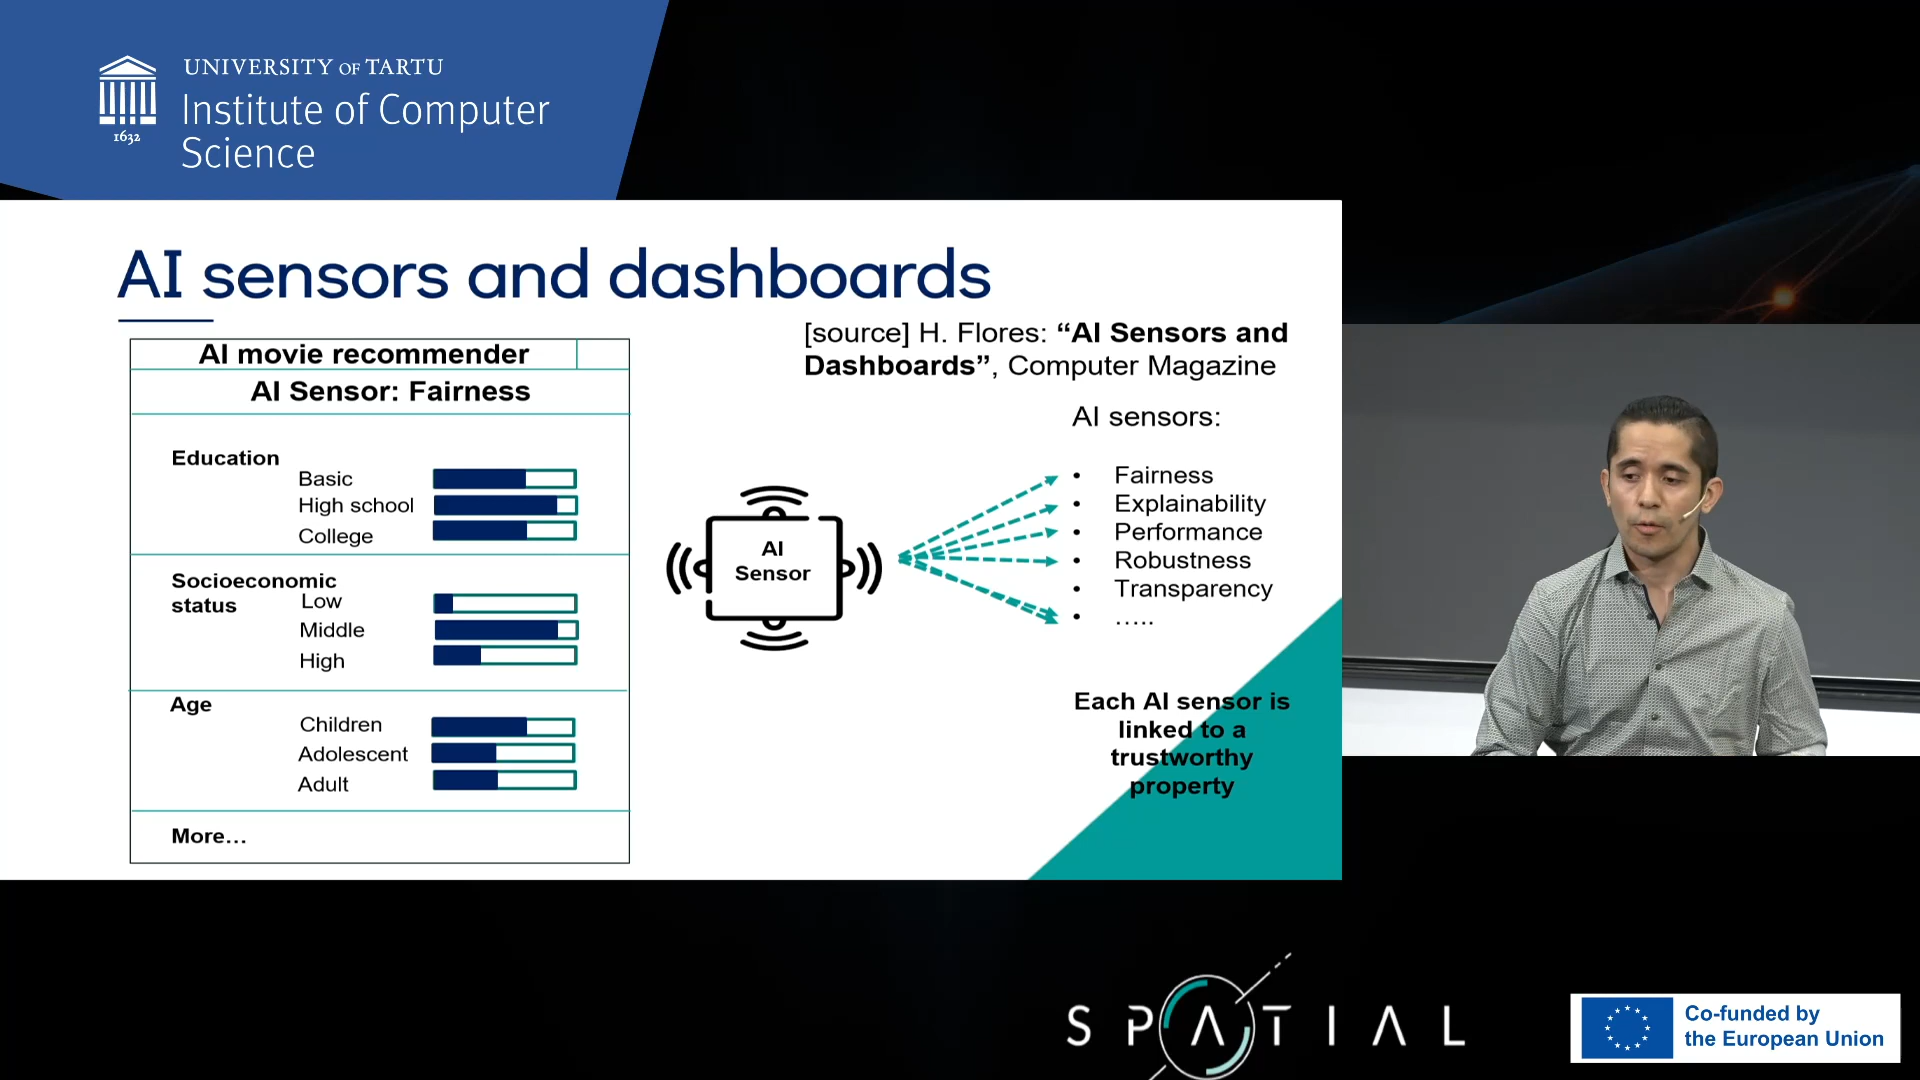 UNIVERSITY OF TARTU
Institute of Computer
Science
1632
AI sensors and dashboards
[source] H. Flores: “AI Sensors and
Dashboards”, Computer Magazine
AI movie recommender
AI Sensor: Fairness
Education
Basic
High school
College
Socioeconomic
status
Low
Middle
High
Age
Children
Adolescent
Adult
More…
AI
Sensor
AI sensors:
• Fairness
• Explainability
• Performance
• Robustness
• Transparency
• …..
Each AI sensor is
linked to a
trustworthy
property
SPATIAL
Co-funded by
the European Union